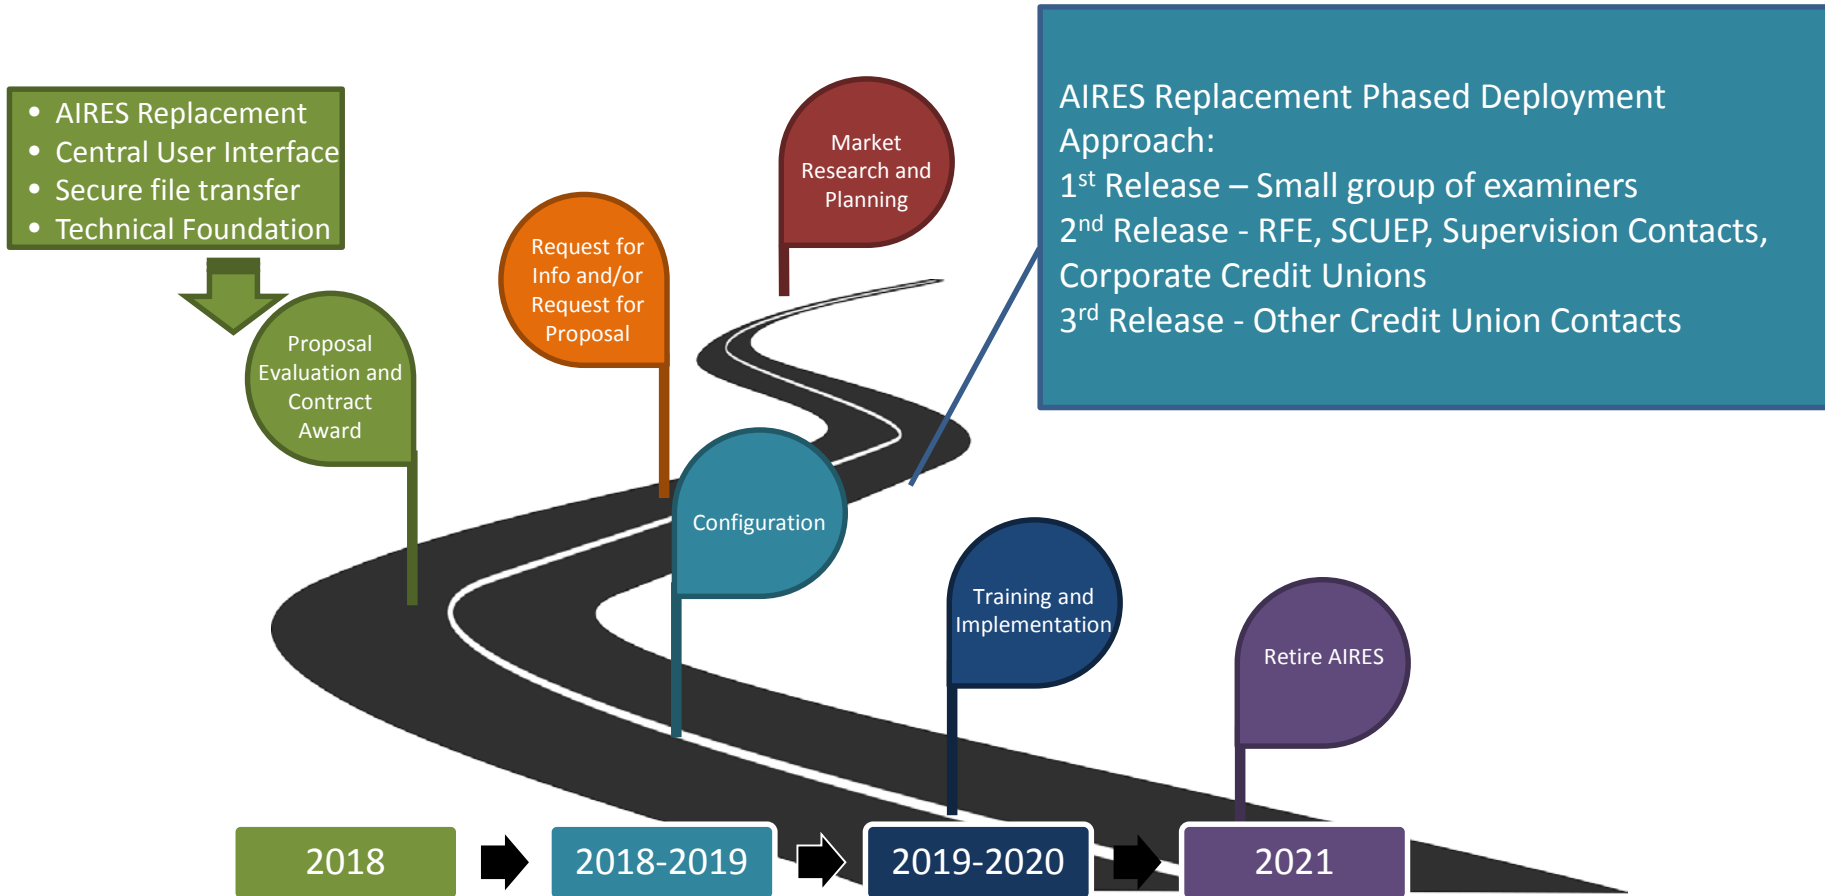 • AIRES Replacement
• Central User Interface
• Secure file transfer
• Technical Foundation
Market
Research and
Planning
AIRES Replacement Phased Deployment
Approach:
1st Release – Small group of examiners
2nd Release - RFE, SCUEP, Supervision Contacts,
Corporate Credit Unions
3rd Release - Other Credit Union Contacts
Request for
Info and/or
Request for
Proposal
Proposal
Evaluation and
Contract
Award
Configuration
Training and
Implementation
Retire AIRES
2018
2018-2019
2019-2020
2021